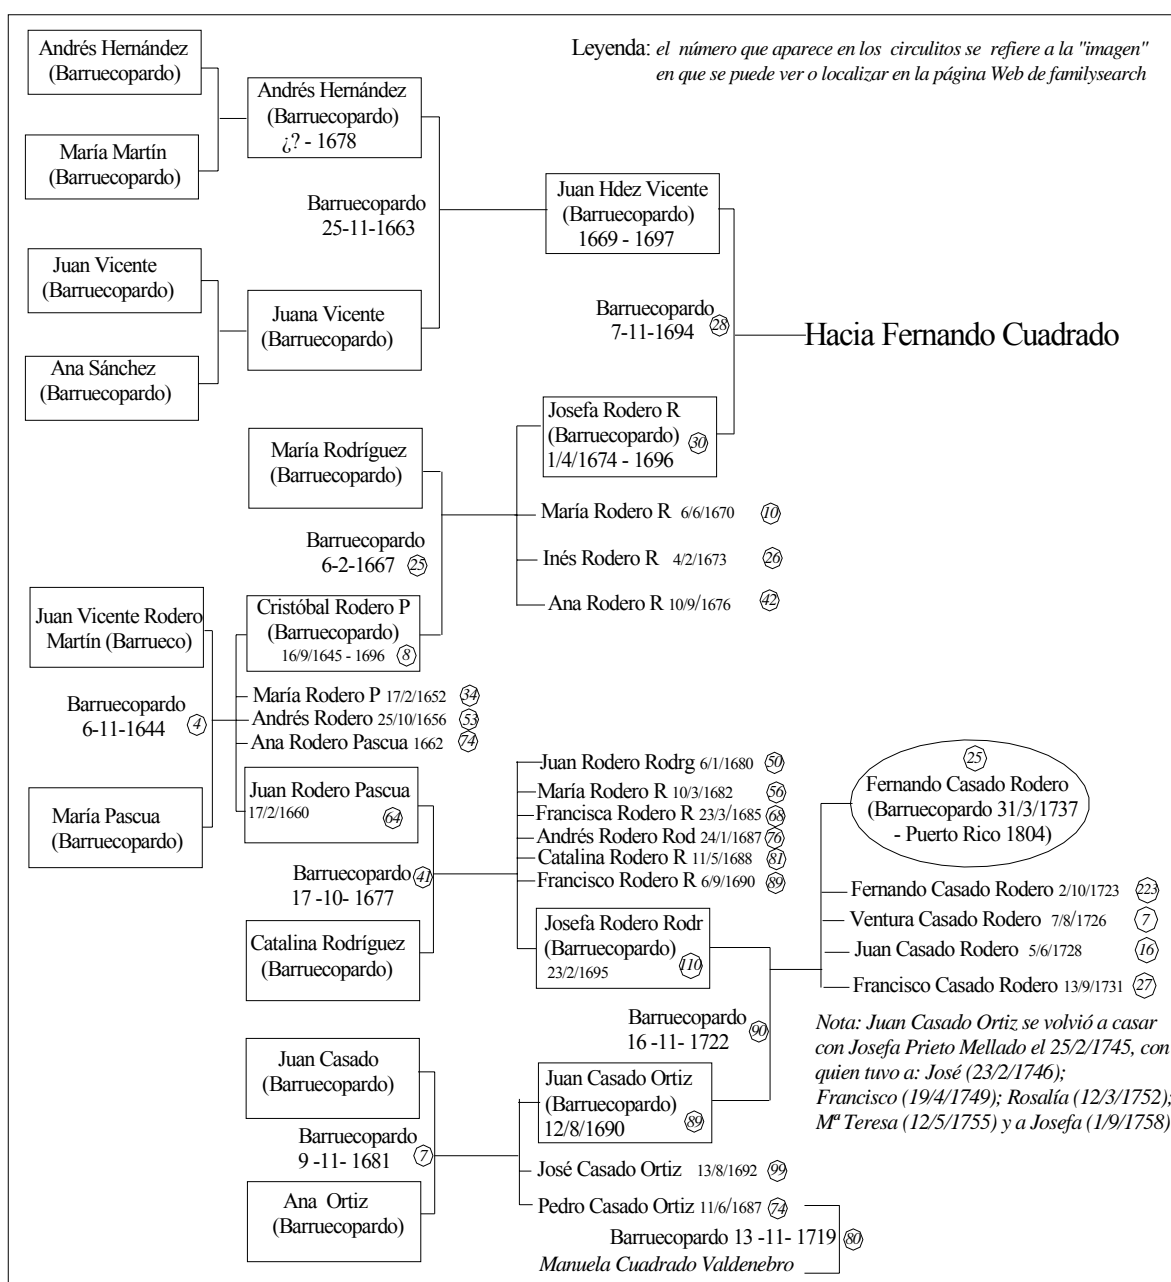 Leyenda: el número que aparece en los circulitos se refiere a la "imagen"
en que se puede ver o localizar en la página Web de familysearch
Andrés Hernández
(Barruecopardo)
María Martín
(Barruecopardo)
Andrés Hernández
(Barruecopardo)
¿? - 1678
Barruecopardo
25-11-1663
Juan Vicente
(Barruecopardo)
Ana Sánchez
(Barruecopardo)
Juana Vicente
(Barruecopardo)
Juan Hdez Vicente
(Barruecopardo)
1669 - 1697
Barruecopardo
7-11-1694 28
Hacia Fernando Cuadrado
Josefa Rodero R
(Barruecopardo) 30
1/4/1674 - 1696
María Rodríguez
(Barruecopardo)
María Rodero R 6/6/1670 10
Inés Rodero R 4/2/1673 26
Ana Rodero R 10/9/1676 42
Barruecopardo
6-2-1667 25
Juan Vicente Rodero
Martín (Barrueco)
Cristóbal Rodero P
(Barruecopardo)
16/9/1645 - 1696 8
Barruecopardo
6-11-1644 4
María Rodero P 17/2/1652 34
Andrés Rodero 25/10/1656 53
Ana Rodero Pascua 1662 74
María Pascua
(Barruecopardo)
Juan Rodero Pascua
17/2/1660 64
Barruecopardo
17 -10- 1677 41
Catalina Rodríguez
(Barruecopardo)
Juan Rodero Rodrg 6/1/1680 50
María Rodero R 10/3/1682 56
Francisca Rodero R 23/3/1685 68
Andrés Rodero Rod 24/1/1687 76
Catalina Rodero R 11/5/1688 81
Francisco Rodero R 6/9/1690 89
Josefa Rodero Rodr
(Barruecopardo)
23/2/1695 110
25
Fernando Casado Rodero
(Barruecopardo 31/3/1737
- Puerto Rico 1804)
Fernando Casado Rodero 2/10/1723 223
Ventura Casado Rodero 7/8/1726 7
Juan Casado Rodero 5/6/1728 16
Francisco Casado Rodero 13/9/1731 27
Barruecopardo
16 -11- 1722 90
Nota: Juan Casado Ortiz se volvió a casar
con Josefa Prieto Mellado el 25/2/1745, con
quien tuvo a: José (23/2/1746);
Francisco (19/4/1749); Rosalía (12/3/1752);
Mª Teresa (12/5/1755) y a Josefa (1/9/1758)
Juan Casado
(Barruecopardo)
Barruecopardo
9 -11- 1681 7
Ana Ortiz
(Barruecopardo)
Juan Casado Ortiz
(Barruecopardo)
12/8/1690 89
José Casado Ortiz 13/8/1692 99
Pedro Casado Ortiz 11/6/1687 74
Barruecopardo 13 -11- 1719 80
Manuela Cuadrado Valdenebro